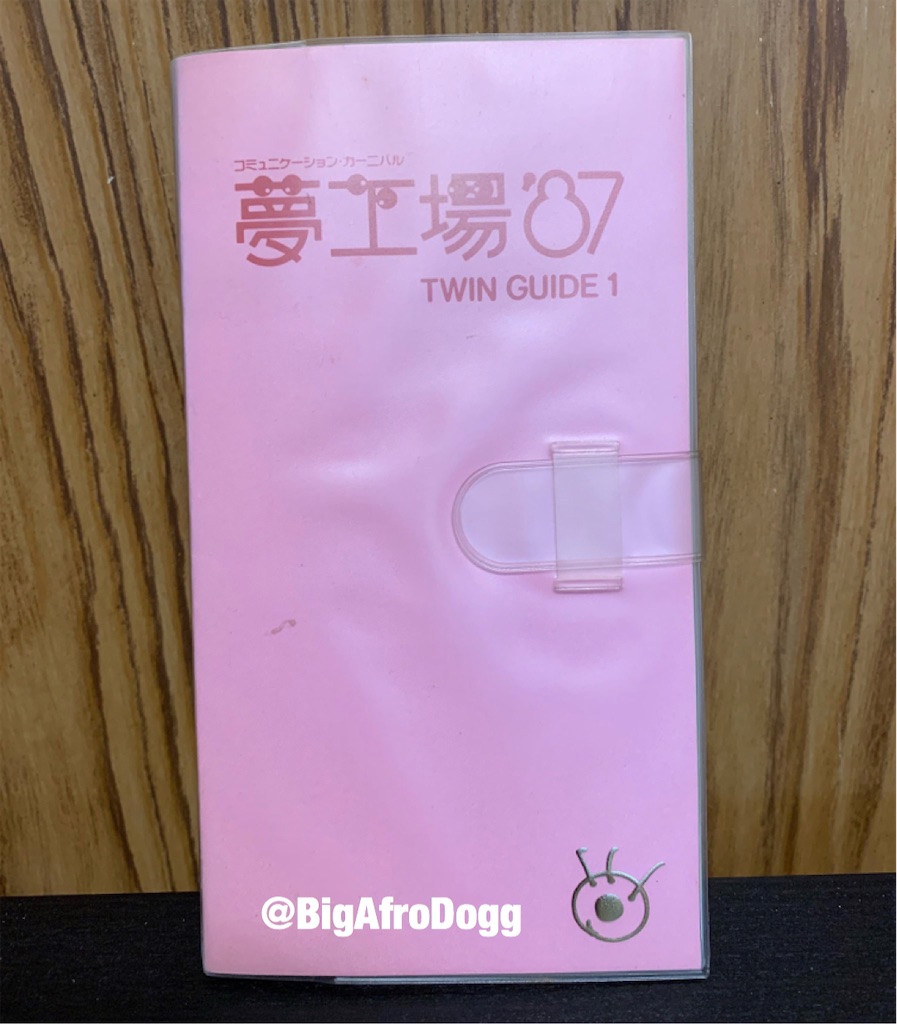 コミュニケーション・カーニバル
夢工場'87
TWIN GUIDE 1
@BigAfroDogg